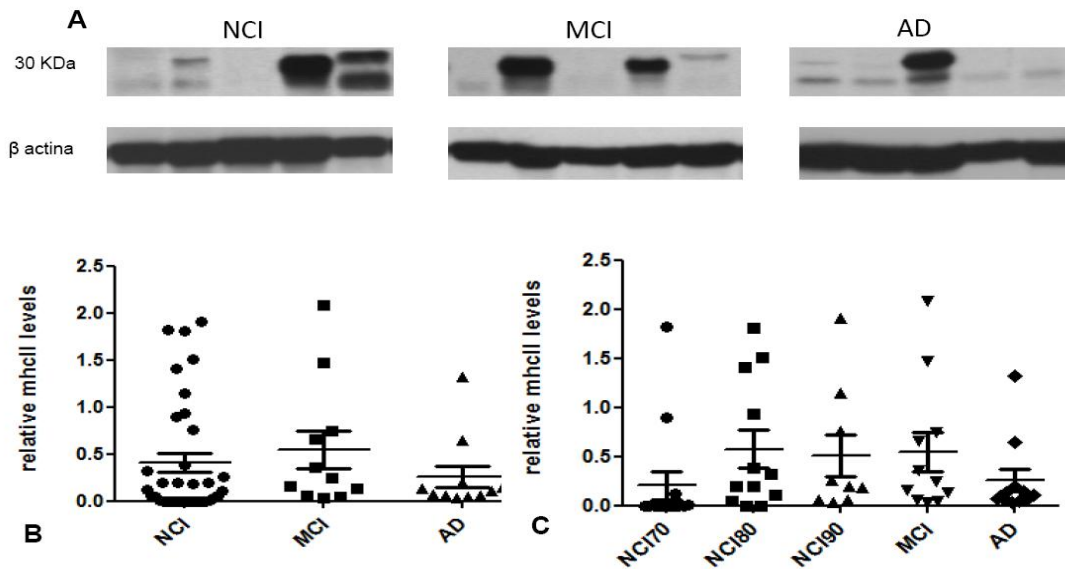 A
NCI MCI AD
30 KDa
β actina
relative mhcII levels
2.5
2.0
1.5
1.0
0.5
0.0
NCI MCI AD
B
relative mhcII levels
2.5
2.0
1.5
1.0
0.5
0.0
NCI70 NCI80 NCI90 MCI AD
C